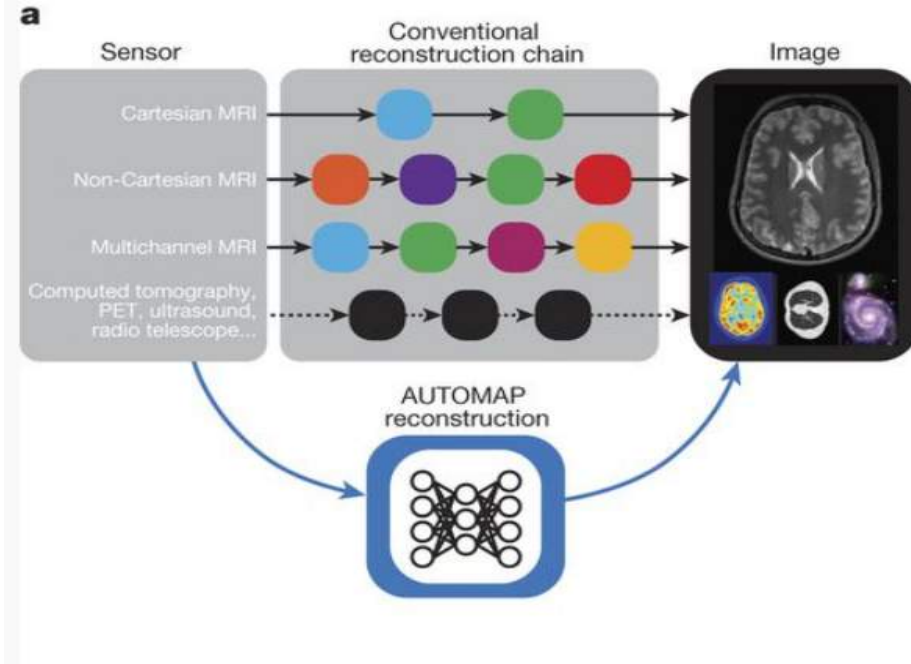 a
Sensor
Conventional
reconstruction chain
Image
Cartesian MRI
Non-Cartesian MRI
Multichannel MRI
Computed tomography,
PET, ultrasound,
radio telescope...
AUTOMAP
reconstruction